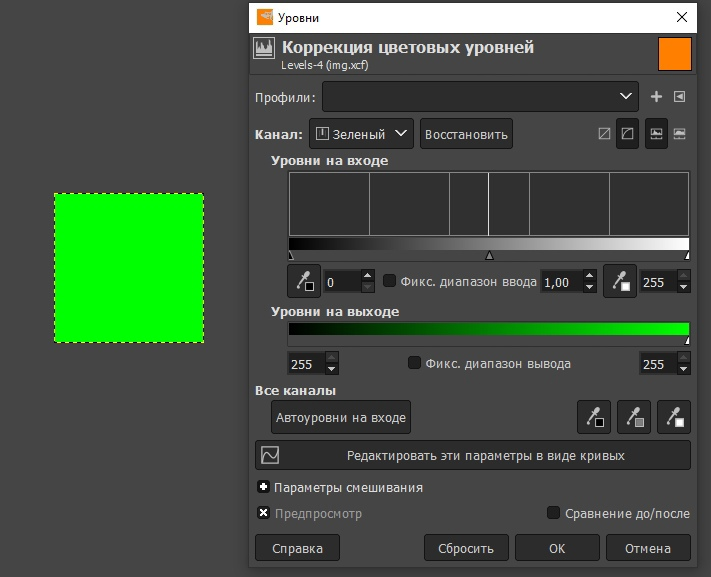 Уровни
Коррекция цветовых уровней
Levels-4 (img.xcf)
Профили:
Канал: Зеленый Восстановить
Уровни на входе
0 Фикс. диапазон ввода 1,00 255
Уровни на выходе
255 Фикс. диапазон вывода 255
Все каналы
Автоуровни на входе
Редактировать эти параметры в виде кривых
Параметры смешивания
Предпросмотр Сравнение до/после
Справка Сбросить OK Отмена